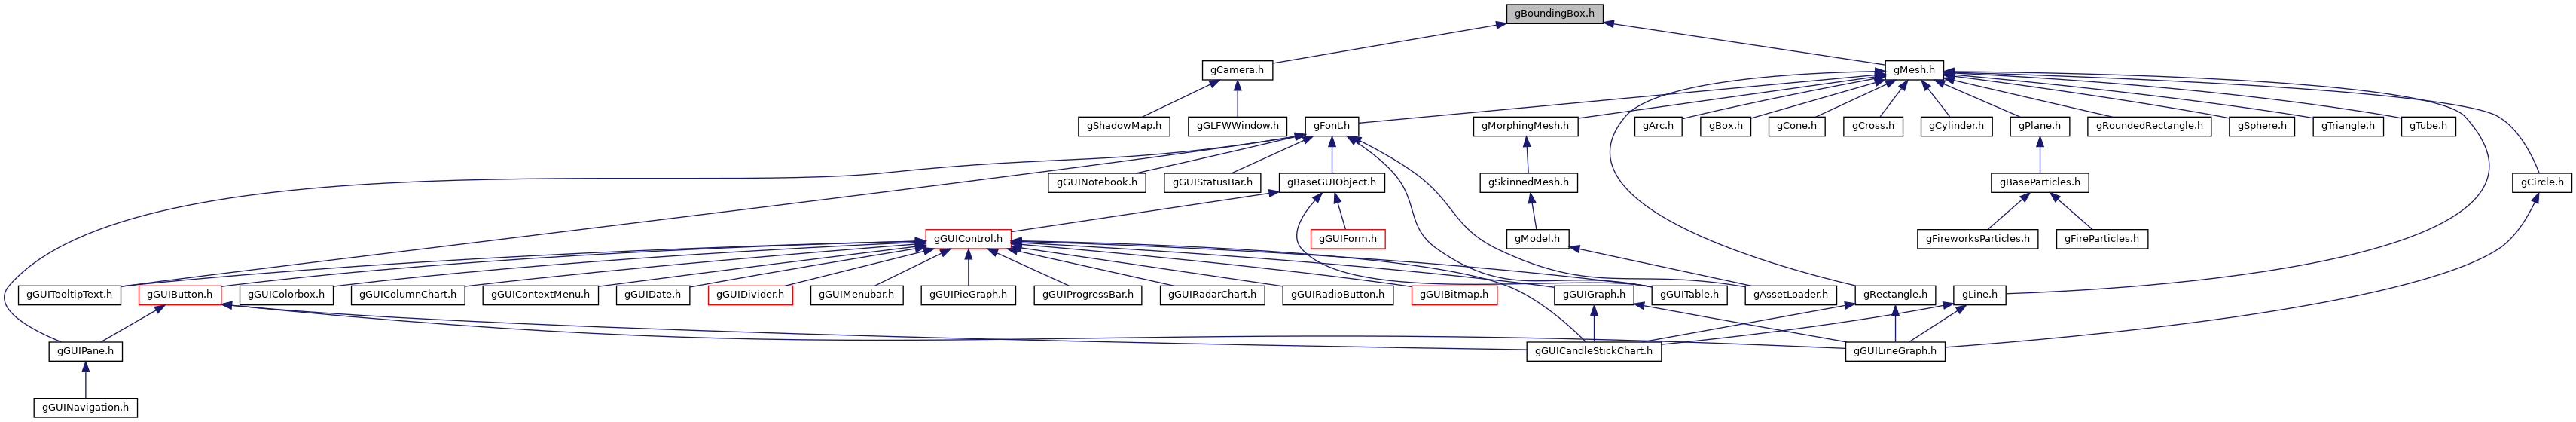 gBoundingBox.h
gCamera.h
gMesh.h
gShadowMap.h
gGLFWWindow.h
gFont.h
gMorphingMesh.h
gArc.h
gBox.h
gCone.h
gCross.h
gCylinder.h
gPlane.h
gRoundedRectangle.h
gSphere.h
gTriangle.h
gTube.h
gGUINotebook.h
gGUIStatusBar.h
gBaseGUIObject.h
gSkinnedMesh.h
gBaseParticles.h
gCircle.h
gGUIControl.h
gGUIForm.h
gModel.h
gFireworksParticles.h
gFireParticles.h
gGUITooltipText.h
gGUIButton.h
gGUIColorbox.h
gGUIColumnChart.h
gGUIContextMenu.h
gGUIDate.h
gGUIDivider.h
gGUIMenubar.h
gGUIPieGraph.h
gGUIProgressBar.h
gGUIRadarChart.h
gGUIRadioButton.h
gGUIBitmap.h
gGUIGraph.h
gGUITable.h
gAssetLoader.h
gRectangle.h
gLine.h
gGUIPane.h
gGUICandleStickChart.h
gGUILineGraph.h
gGUINavigation.h